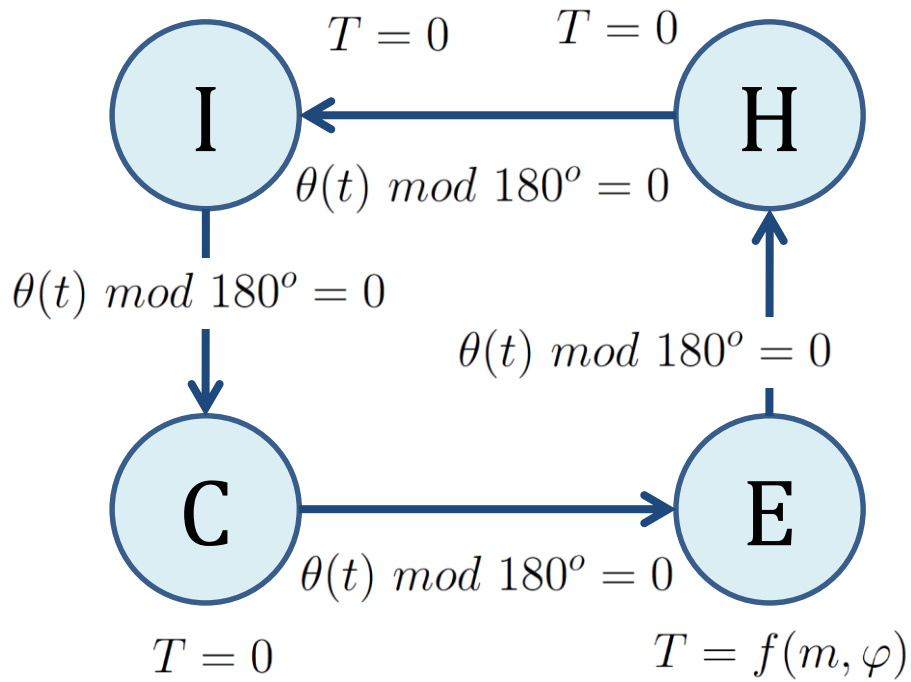 T = 0
T = 0
I
H
θ(t) mod 180° = 0
θ(t) mod 180° = 0
θ(t) mod 180° = 0
C
E
θ(t) mod 180° = 0
T = 0
T = f(m, φ)